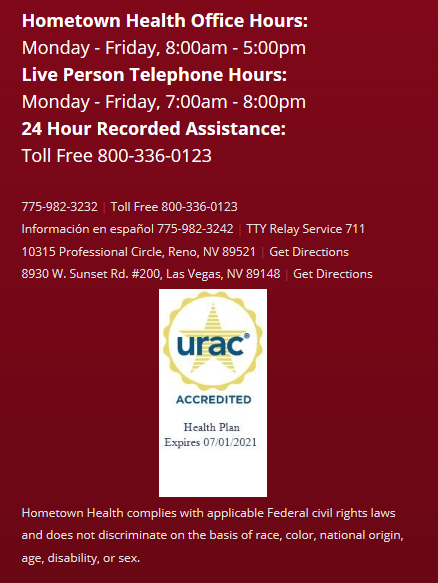 Hometown Health Office Hours:
Monday - Friday, 8:00am - 5:00pm
Live Person Telephone Hours:
Monday - Friday, 7:00am - 8:00pm
24 Hour Recorded Assistance:
Toll Free 800-336-0123
775-982-3232 | Toll Free 800-336-0123
Información en español 775-982-3242 | TTY Relay Service 711
10315 Professional Circle, Reno, NV 89521 | Get Directions
8930 W. Sunset Rd. #200, Las Vegas, NV 89148 | Get Directions
urac®
ACCREDITED
Health Plan
Expires 07/01/2021
Hometown Health complies with applicable Federal civil rights laws
and does not discriminate on the basis of race, color, national origin,
age, disability, or sex.